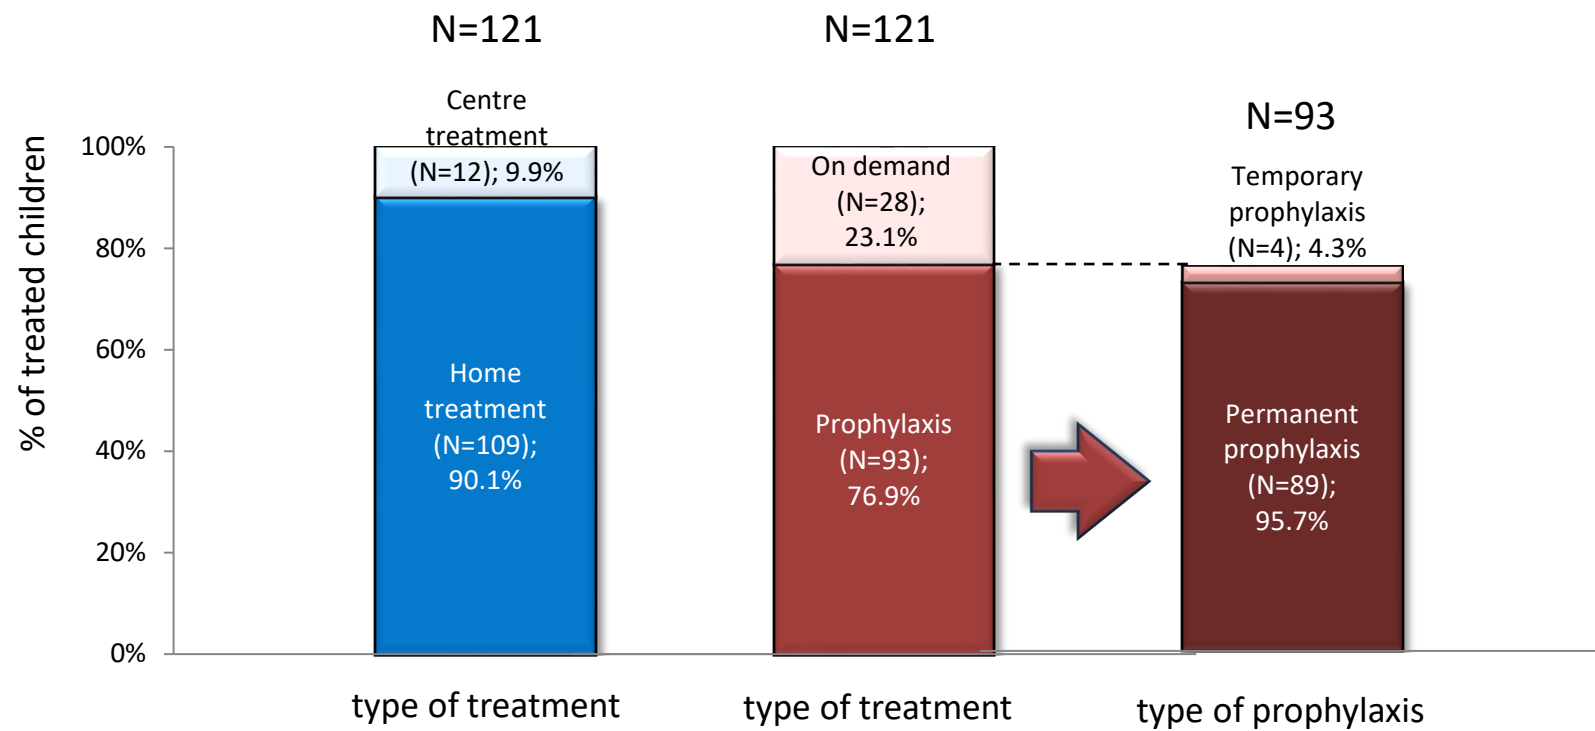 N=121
N=121
N=93
% of treated children
100%
80%
60%
40%
20%
0%
Centre
treatment
(N=12); 9.9%
Home
treatment
(N=109);
90.1%
On demand
(N=28);
23.1%
Prophylaxis
(N=93);
76.9%
Temporary
prophylaxis
(N=4); 4.3%
Permanent
prophylaxis
(N=89);
95.7%
type of treatment
type of treatment
type of prophylaxis